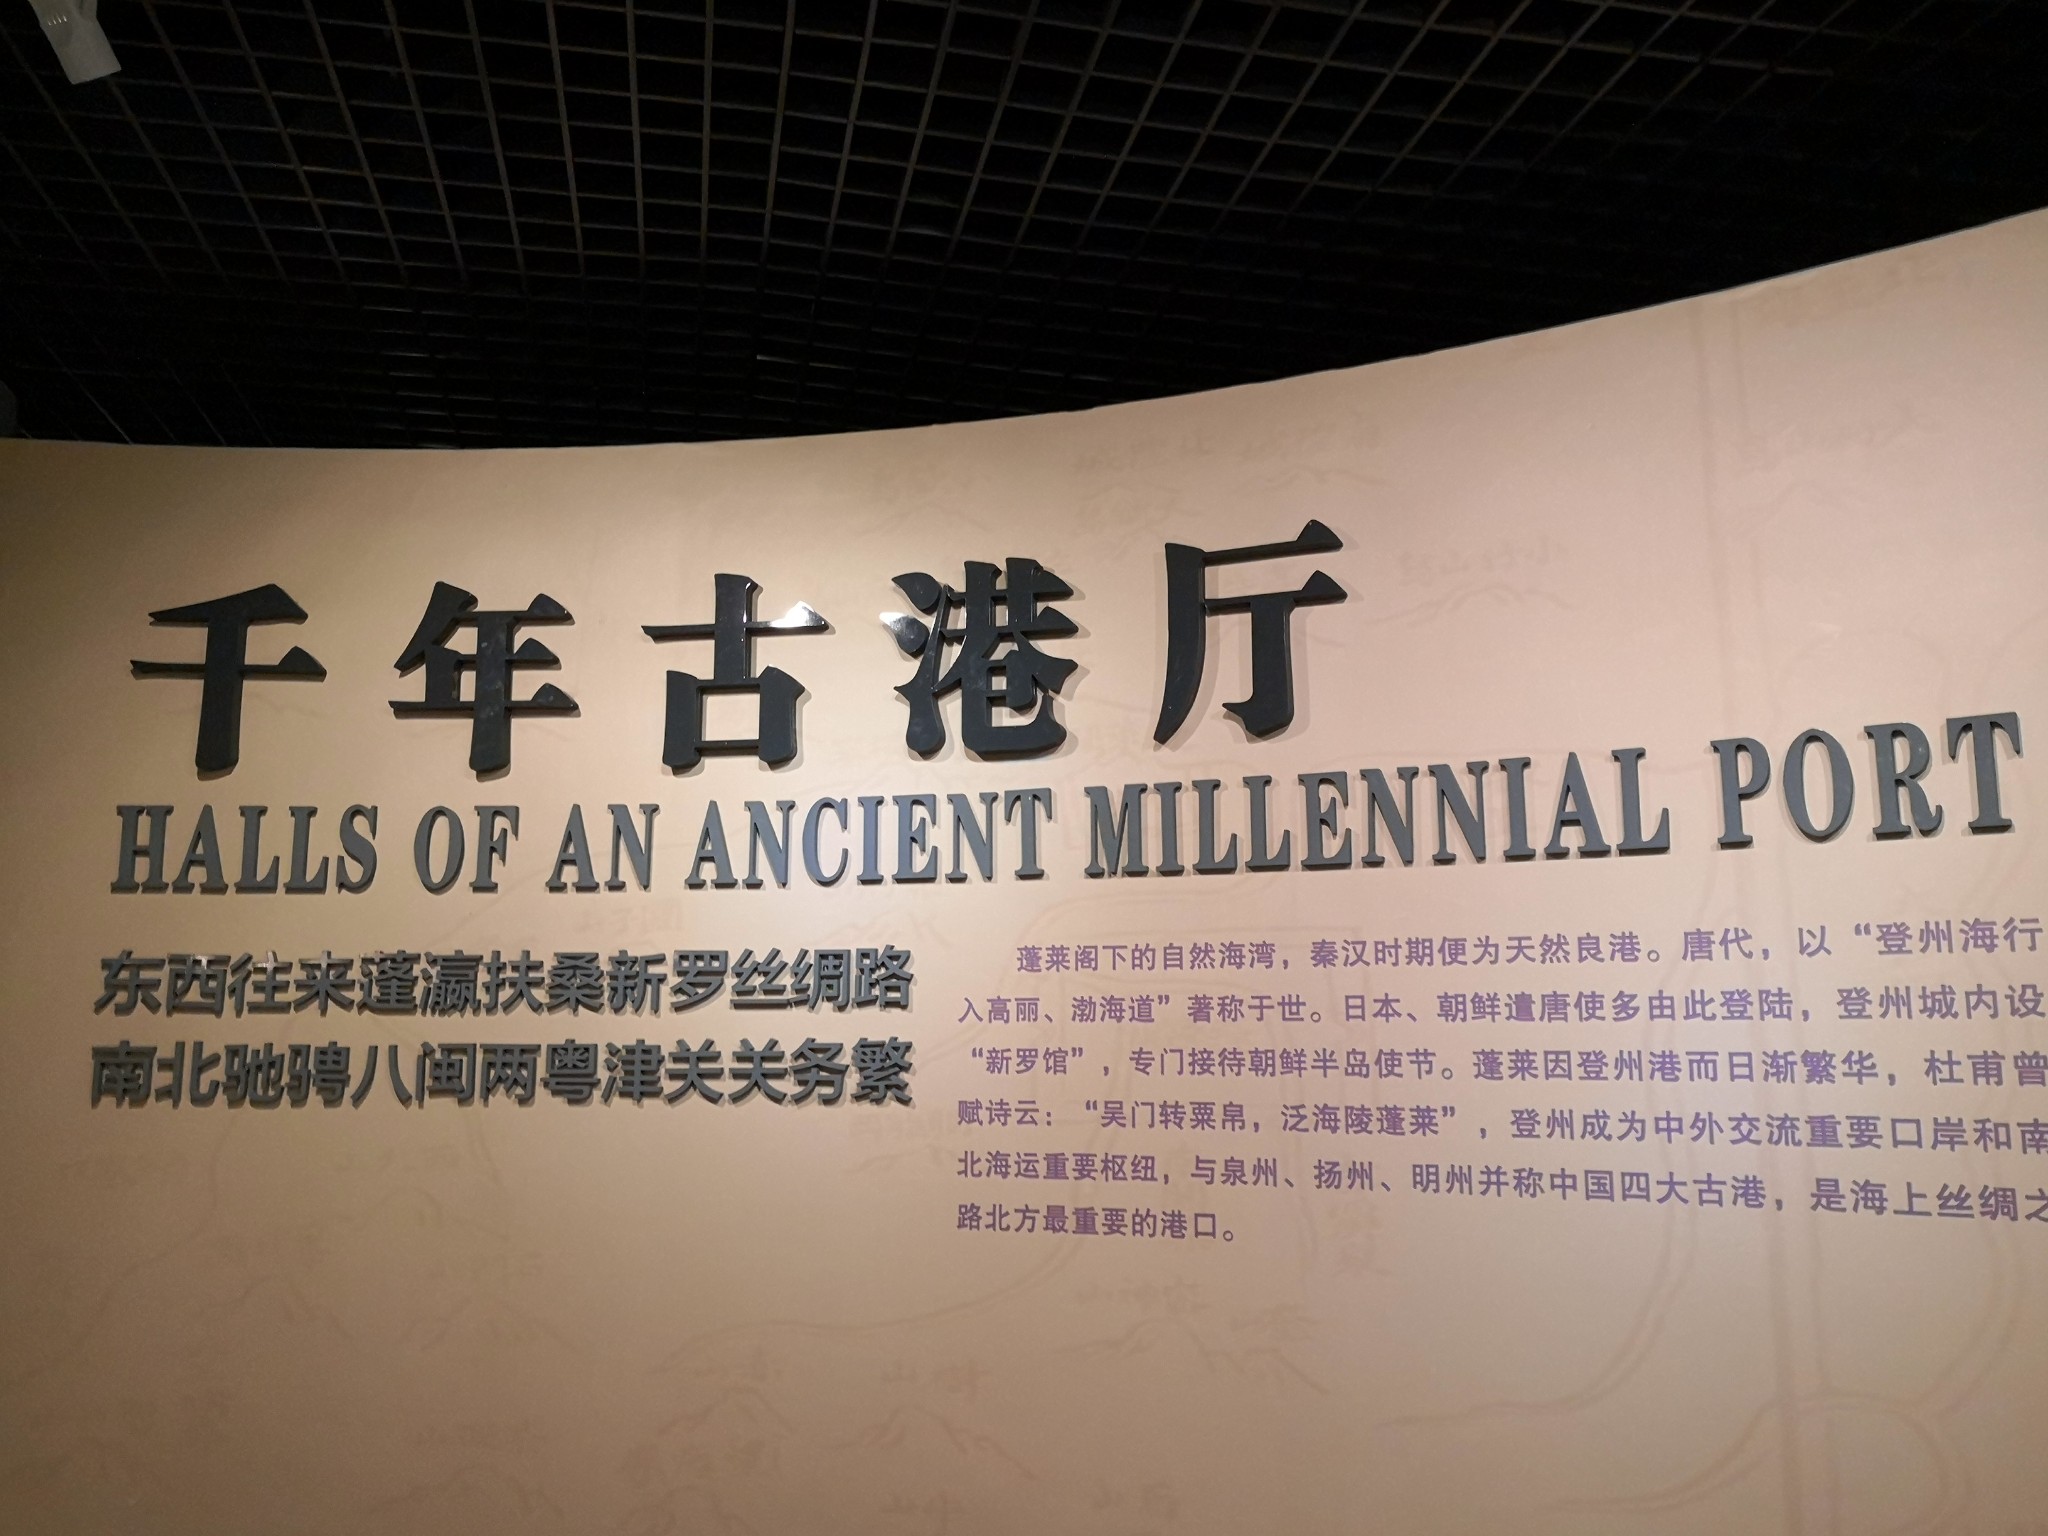 千年古港厅
HALLS OF AN ANCIENT MILLENNIAL PORT
东西往来蓬瀛扶桑新罗丝绸路
南北驰骋八闽两粤津关关务繁
蓬莱阁下的自然海湾，秦汉时期便为天然良港。唐代，以“登州海行
入高丽、渤海道”著称于世。日本、朝鲜遣唐使多由此登陆，登州城内设
“新罗馆”，专门接待朝鲜半岛使节。蓬莱因登州港而日渐繁华，杜甫曾
赋诗云：“吴门转粟帛，泛海陵蓬莱”，登州成为中外交流重要口岸和南
北海运重要枢纽，与泉州、扬州、明州并称中国四大古港，是海上丝绸之
路北方最重要的港口。